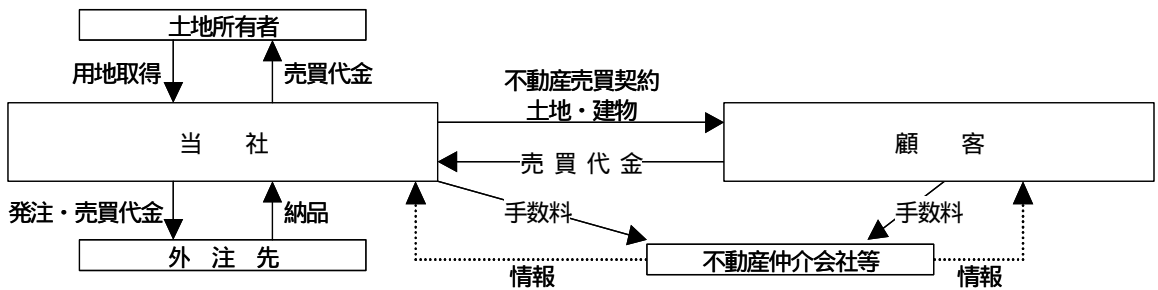 土地所有者
用地取得
売買代金
不動産売買契約
土地・建物
当 社
顧 客
売買代金
発注・売買代金
納品
手数料
手数料
外 注 先
不動産仲介会社等
情報
情報